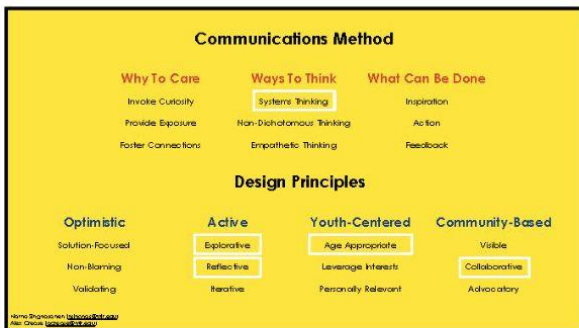 Communications Method
Why To Care Ways To Think What Can Be Done
Invoke Curiosity Systems Thinking Inspiration
Provide Exposure Non-Dichotomous Thinking Action
Foster Connections Empathetic Thinking Feedback
Design Principles
Optimistic Active Youth-Centered Community-Based
Solution-Focused Explorative Age Appropriate Visible
Non-Blaming Reflective Leverage Interests Collaborative
Validating Iterative Personally Relevant Advocatory